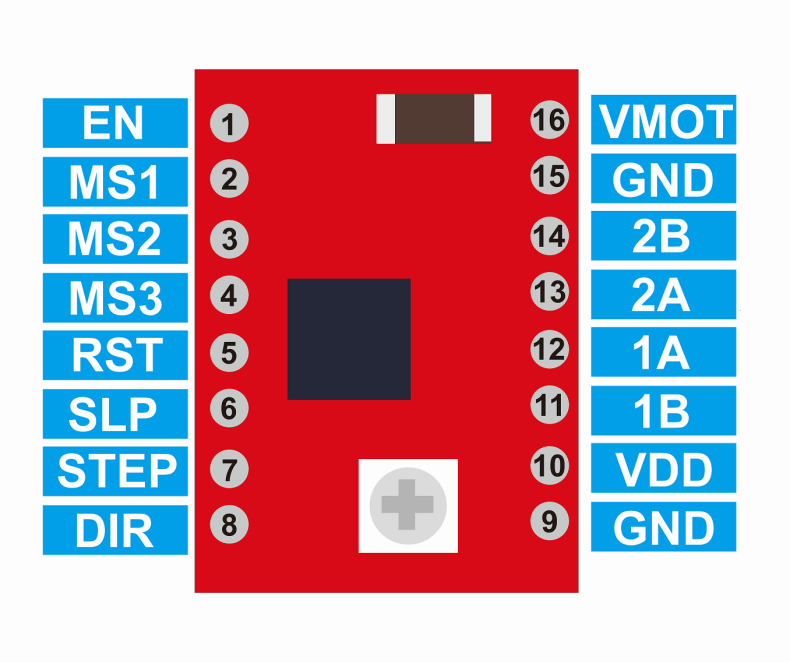 EN 1 16 VMOT
MS1 2 15 GND
MS2 3 14 2B
MS3 4 13 2A
RST 5 12 1A
SLP 6 11 1B
STEP 7 10 VDD
DIR 8 9 GND